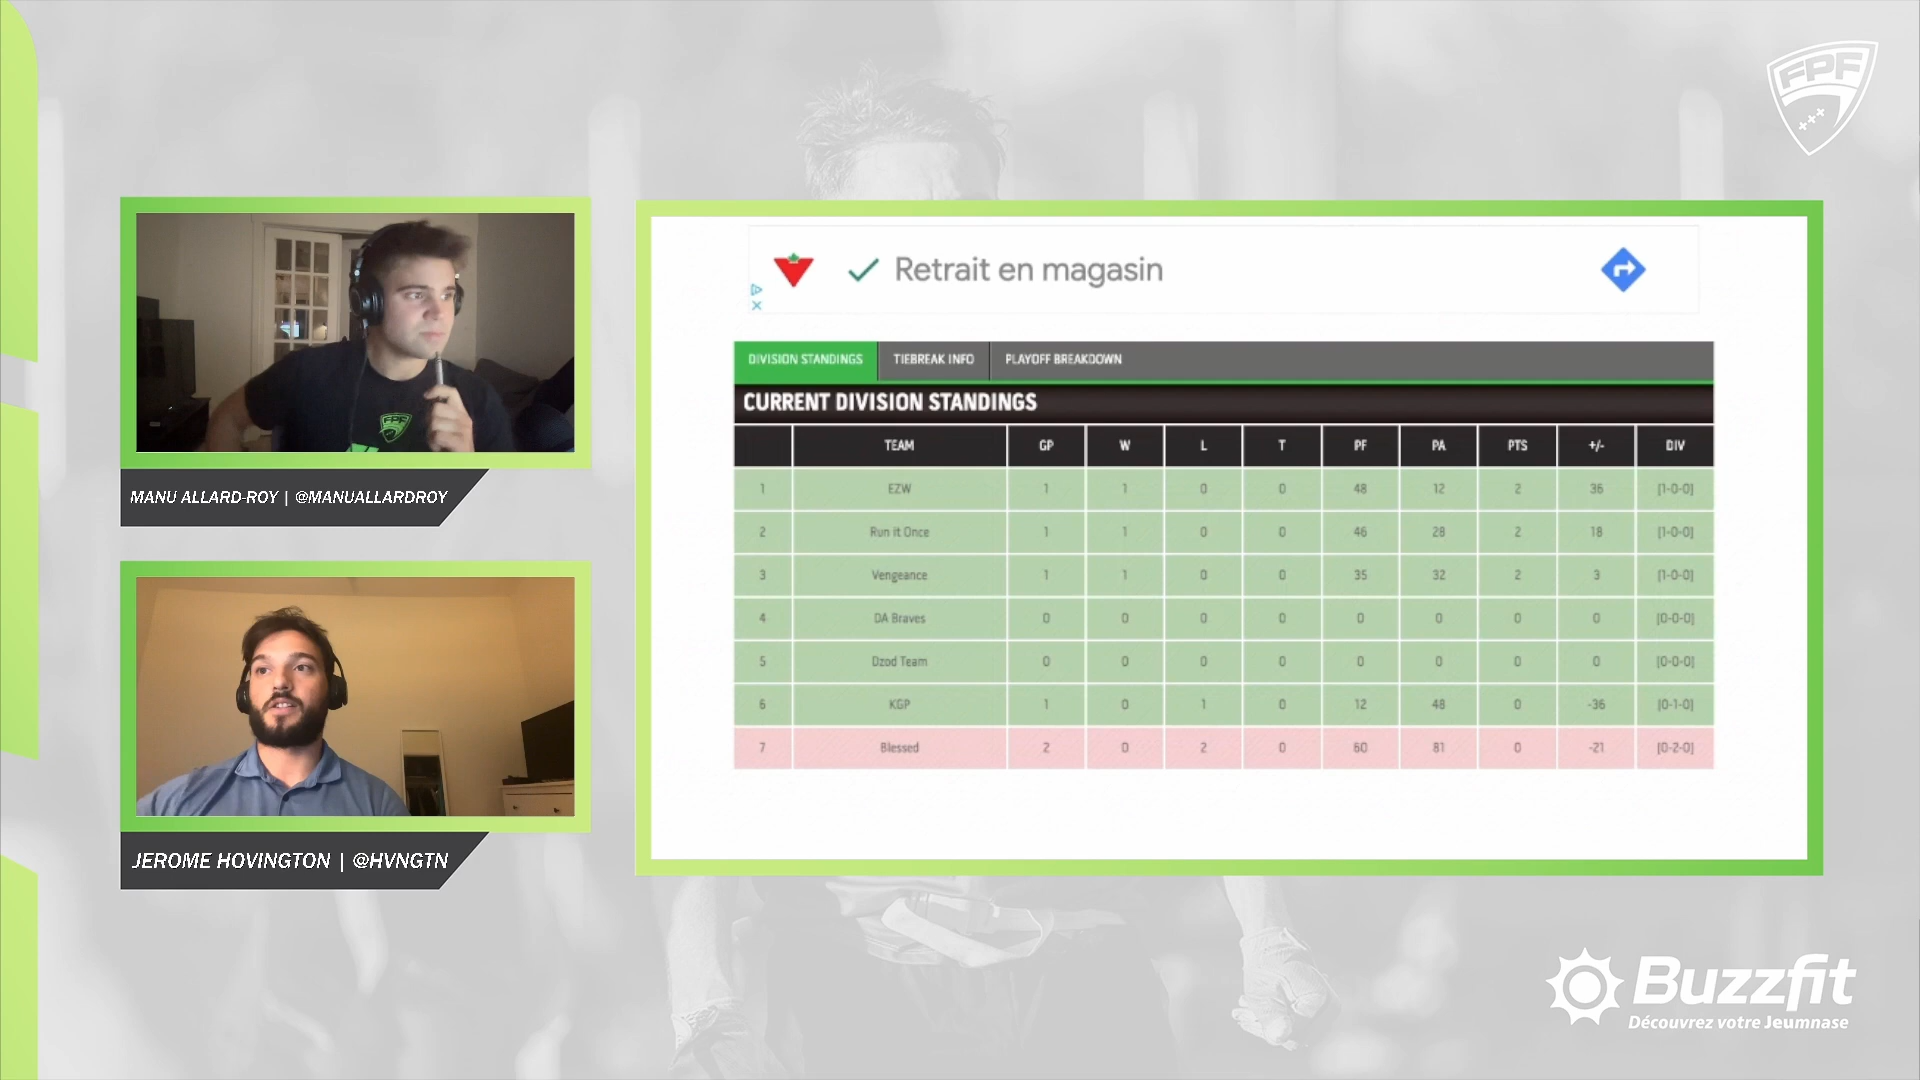 FPF
FPF
MANU ALLARD-ROY | @MANUALLARDROY
JEROME HOVINGTON | @HVNGTN
Retrait en magasin
DIVISION STANDINGS TIEBREAK INFO PLAYOFF BREAKDOWN
CURRENT DIVISION STANDINGS
TEAM GP W L T PF PA PTS +/- DIV
1 EZW 1 1 0 0 48 12 2 36 [1-0-0]
2 Run it Once 1 1 0 0 46 28 2 18 [1-0-0]
3 Vengeance 1 1 0 0 35 32 2 3 [1-0-0]
4 DA Braves 0 0 0 0 0 0 0 0 [0-0-0]
5 Dzod Team 0 0 0 0 0 0 0 0 [0-0-0]
6 KGP 1 0 1 0 12 48 0 -36 [0-1-0]
7 Blessed 2 0 2 0 60 81 0 -21 [0-2-0]
Buzzfit
Découvrez votre Jeumnase